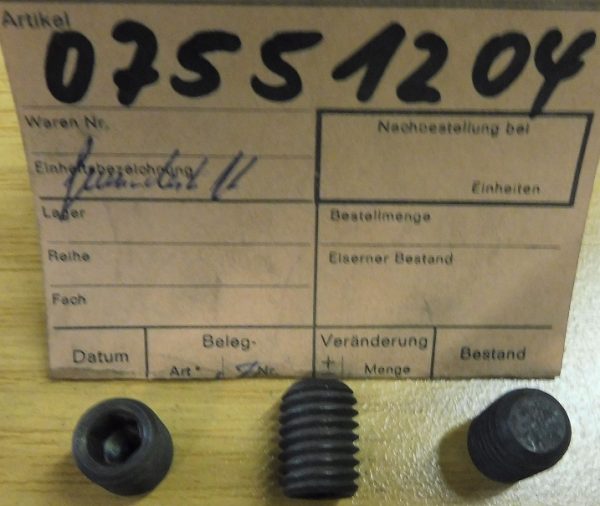 Artikel
07551204
Waren Nr.
Nachbestellung bei
Einheitsbezeichnung
Einheiten
Lager
Bestellmenge
Reihe
Eiserner Bestand
Fach
Datum
Beleg-
Art Nr.
Veränderung
+ Menge
Bestand